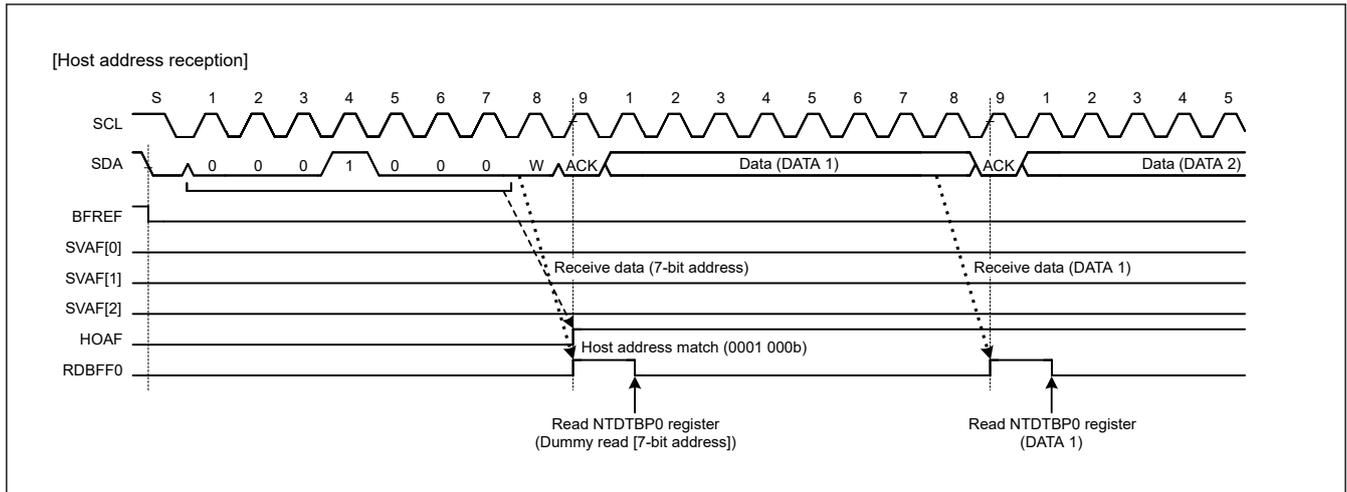 [Host address reception]
S 1 2 3 4 5 6 7 8 9 1 2 3 4 5 6 7 8 9 1 2 3 4 5
SCL
SDA 0 0 0 1 0 0 0 W ACK Data (DATA 1) ACK Data (DATA 2)
BFREF
SVAF[0]
Receive data (7-bit address) Receive data (DATA 1)
SVAF[1]
SVAF[2]
HOAF
Host address match (0001 000b)
RDBFF0
Read NTDTBP0 register Read NTDTBP0 register
(Dummy read [7-bit address]) (DATA 1)